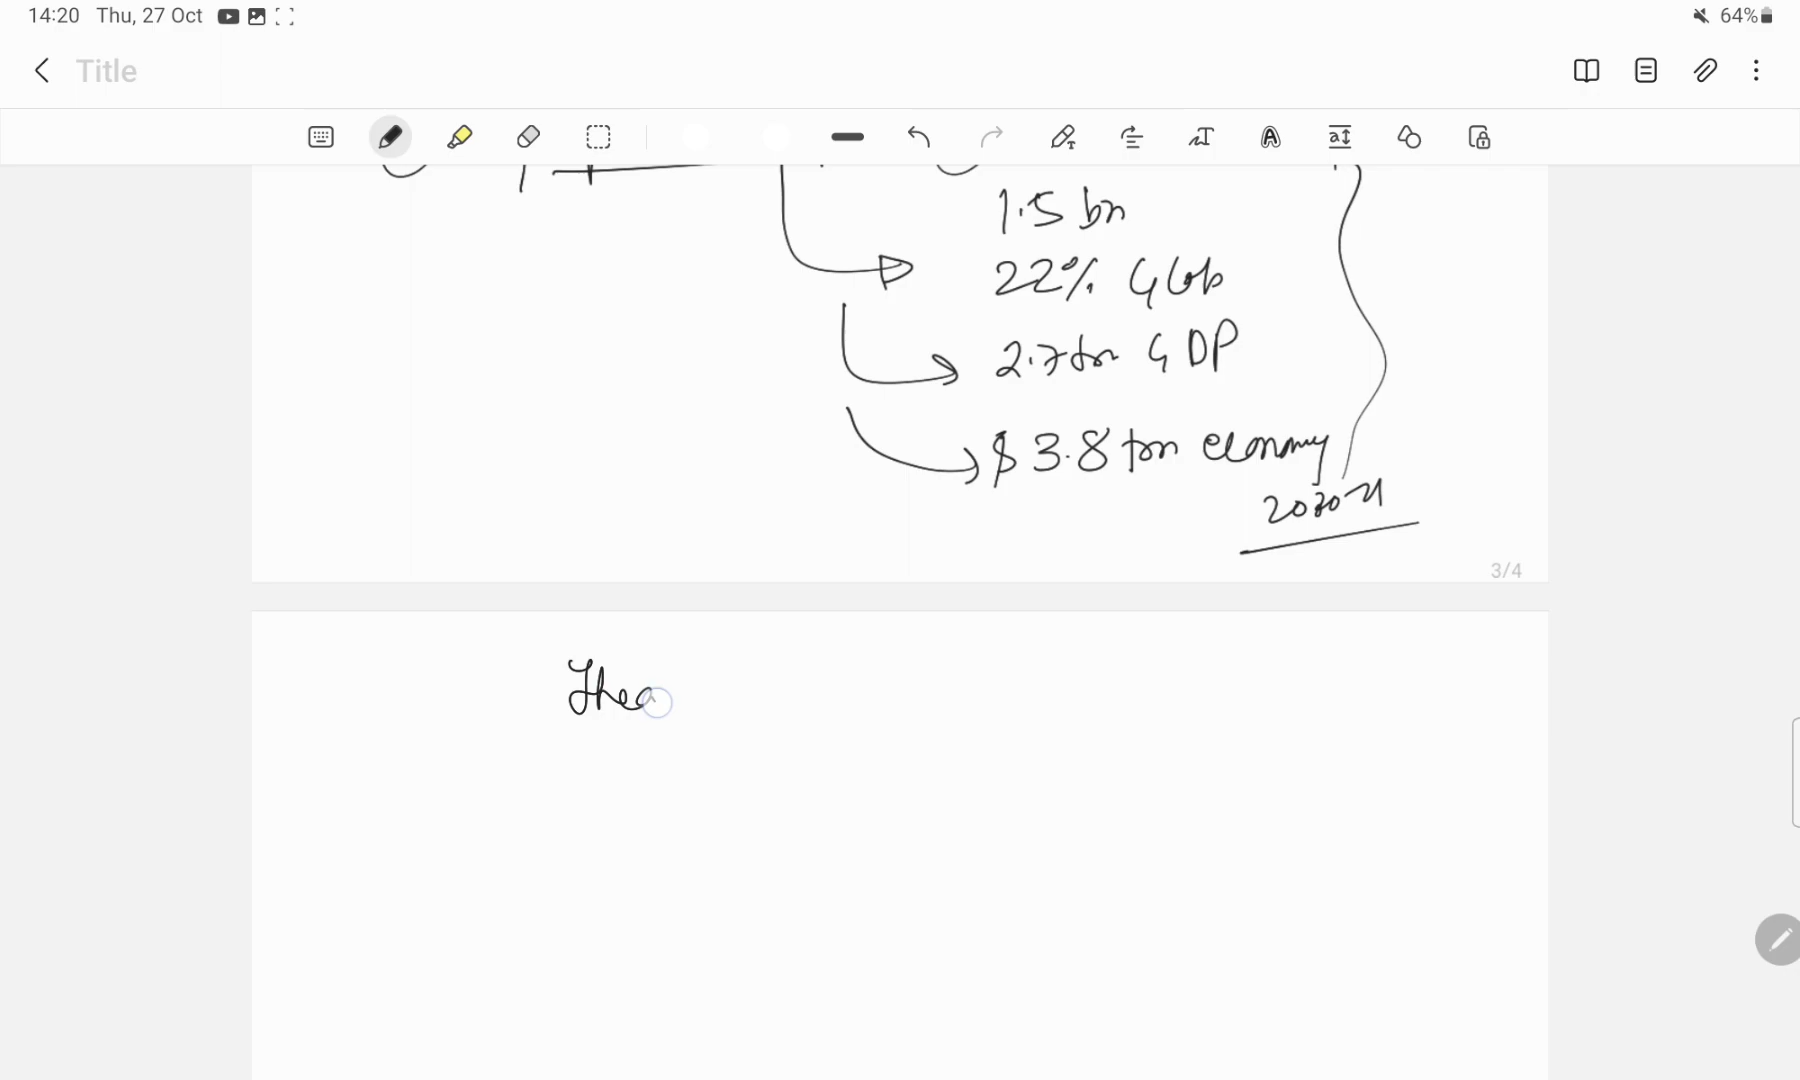 14:20 Thu, 27 Oct 64%
Title
1.5 bn
22% Glob
2.7 trn GDP
$ 3.8 trn economy
2020-21
3/4
Thea